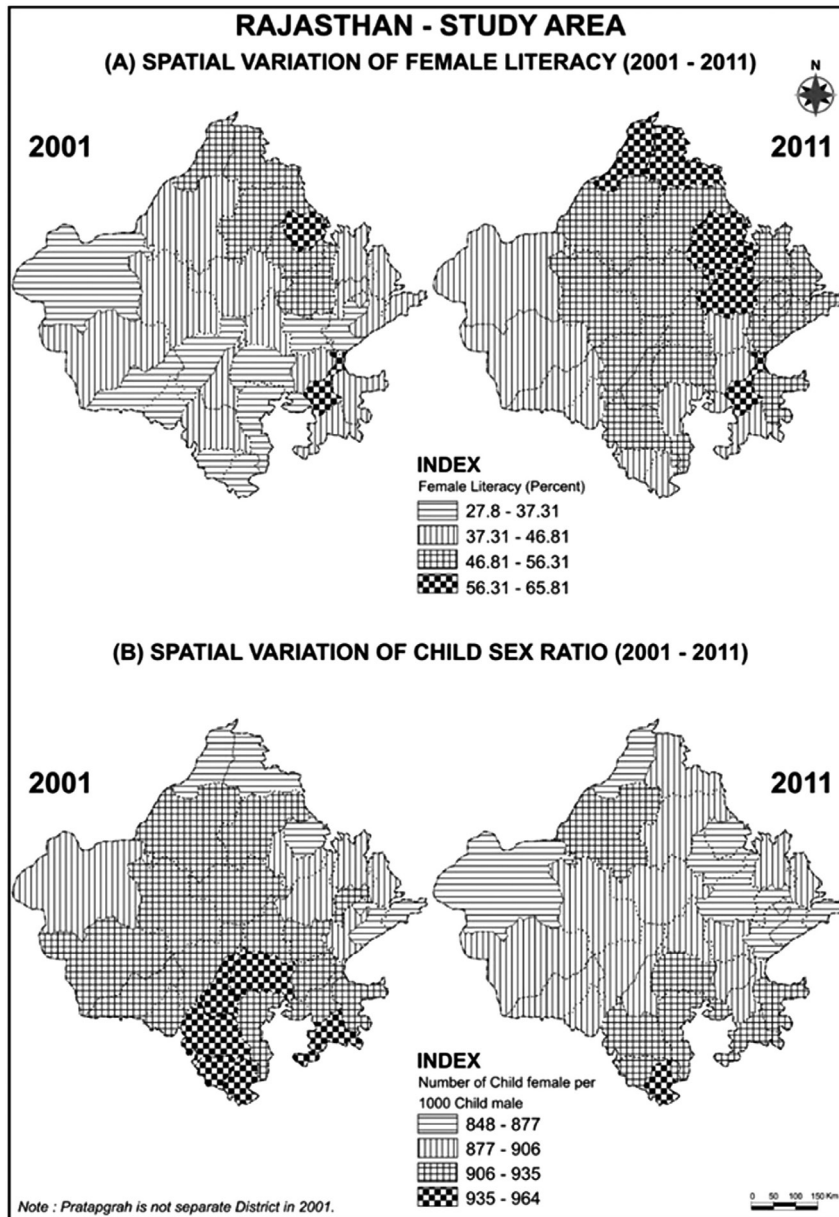 RAJASTHAN - STUDY AREA
(A) SPATIAL VARIATION OF FEMALE LITERACY (2001 - 2011)
N
2001
2011
INDEX
Female Literacy (Percent)
27.8 - 37.31
37.31 - 46.81
46.81 - 56.31
56.31 - 65.81
(B) SPATIAL VARIATION OF CHILD SEX RATIO (2001 - 2011)
2001
2011
INDEX
Number of Child female per
1000 Child male
848 - 877
877 - 906
906 - 935
935 - 964
Note : Pratapgrah is not separate District in 2001.
0 50 100 150 Km